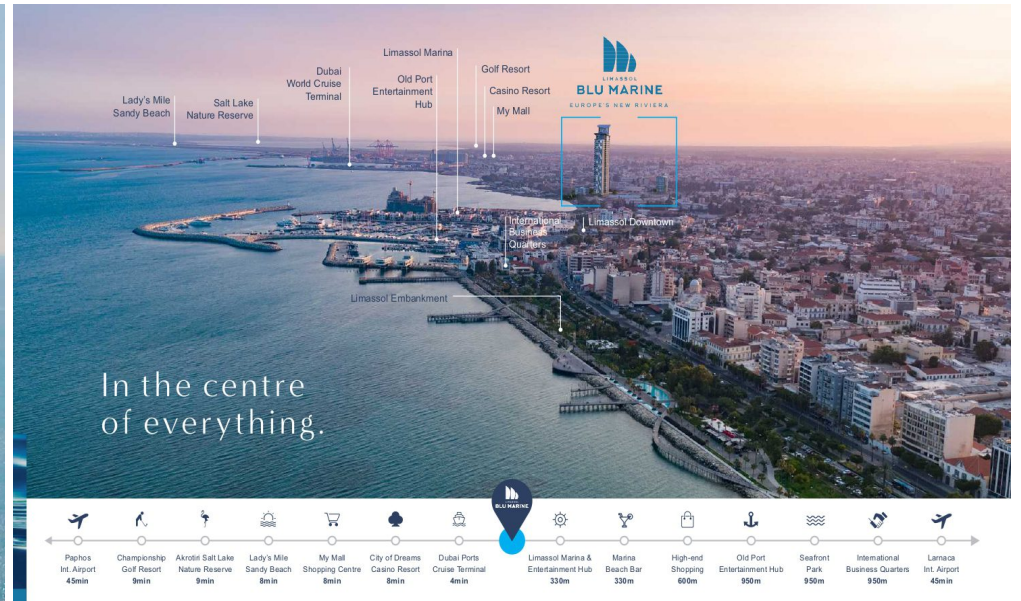 Limassol Marina
Dubai
World Cruise
Terminal
Old Port
Entertainment
Hub
Golf Resort
Casino Resort
My Mall
Lady's Mile
Sandy Beach
Salt Lake
Nature Reserve
LIMASSOL
BLU MARINE
EUROPE'S NEW RIVIERA
International
Business
Quarters
Limassol Downtown
Limassol Embankment
In the centre
of everything.
LIMASSOL
BLU MARINE
Paphos
Int. Airport
45min
Championship
Golf Resort
9min
Akrotiri Salt Lake
Nature Reserve
9min
Lady's Mile
Sandy Beach
8min
My Mall
Shopping Centre
8min
City of Dreams
Casino Resort
8min
Dubai Ports
Cruise Terminal
4min
Limassol Marina &
Entertainment Hub
330m
Marina
Beach Bar
330m
High-end
Shopping
600m
Old Port
Entertainment Hub
950m
Seafront
Park
950m
International
Business Quarters
950m
Larnaca
Int. Airport
45min